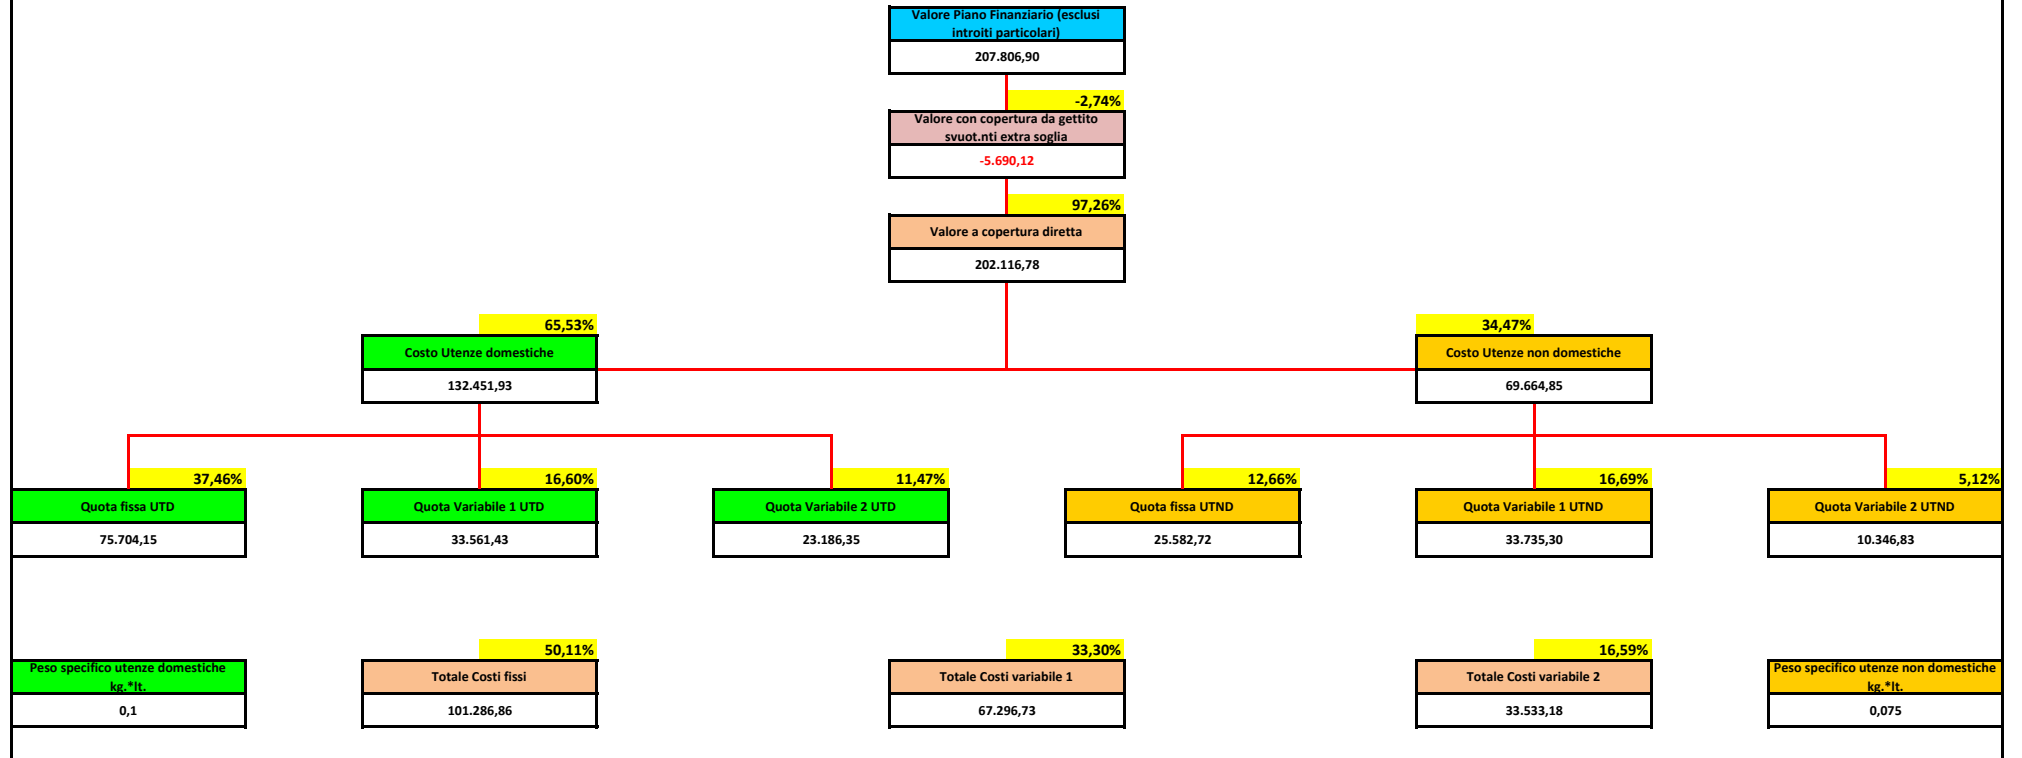 Valore Piano Finanziario (esclusi
introiti particolari)
207.806,90
-2,74%
Valore con copertura da gettito
svuot.nti extra soglia
-5.690,12
97,26%
Valore a copertura diretta
202.116,78
65,53%
34,47%
Costo Utenze domestiche
Costo Utenze non domestiche
132.451,93
69.664,85
37,46%
16,60%
11,47%
12,66%
16,69%
5,12%
Quota fissa UTD
Quota Variabile 1 UTD
Quota Variabile 2 UTD
Quota fissa UTND
Quota Variabile 1 UTND
Quota Variabile 2 UTND
75.704,15
33.561,43
23.186,35
25.582,72
33.735,30
10.346,83
50,11%
33,30%
16,59%
Peso specifico utenze domestiche
kg.*lt.
Totale Costi fissi
Totale Costi variabile 1
Totale Costi variabile 2
Peso specifico utenze non domestiche
kg.*lt.
0,1
101.286,86
67.296,73
33.533,18
0,075